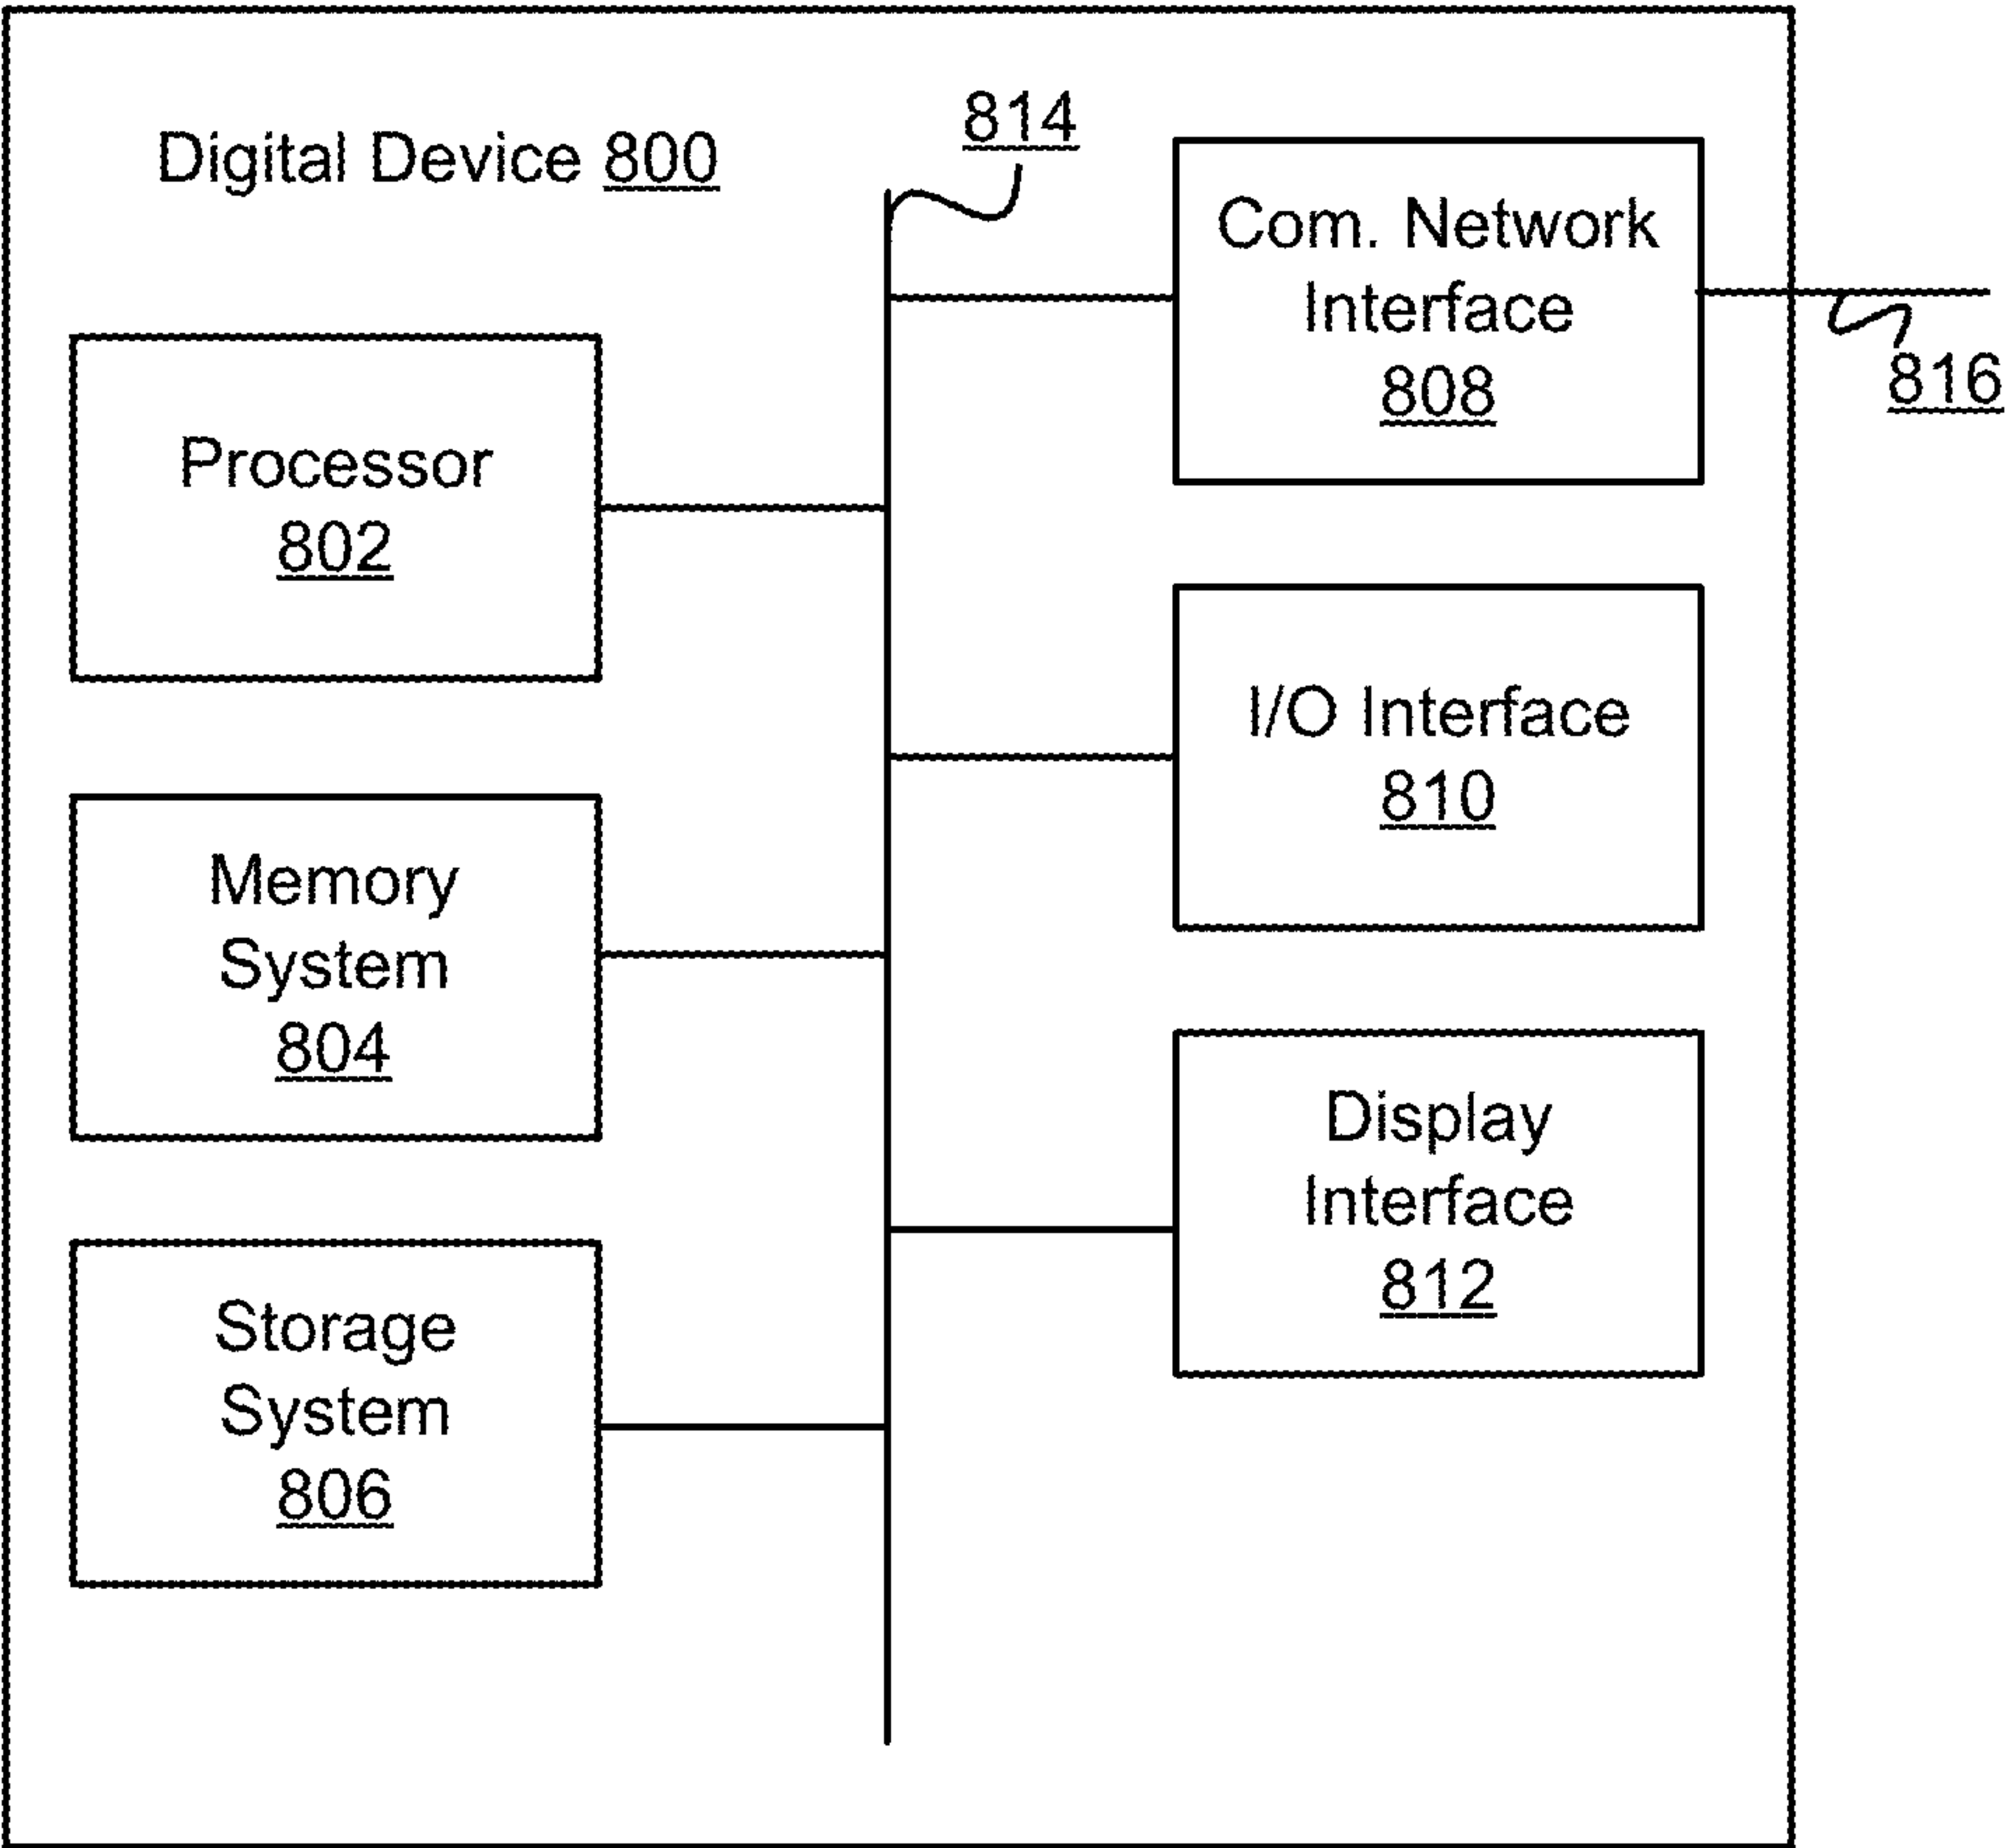 Digital Device 800
814
Com. Network
Interface
808
816
Processor
802
I/O Interface
810
Memory
System
804
Display
Interface
812
Storage
System
806